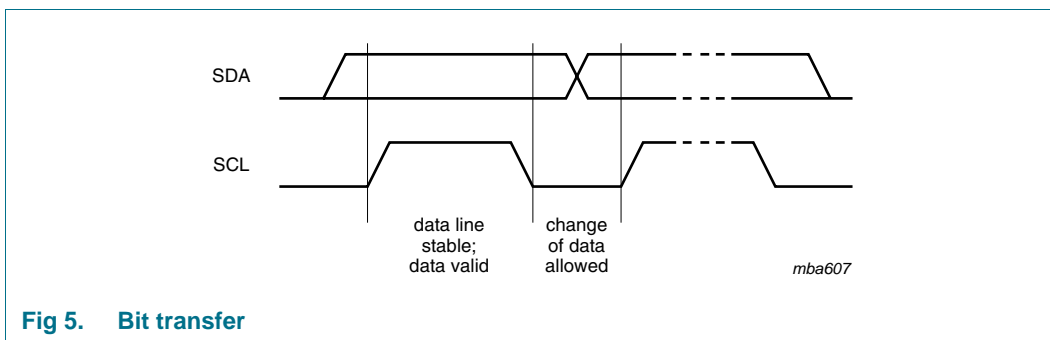 SDA
SCL
data line
stable;
data valid
change
of data
allowed
mba607
Fig 5. Bit transfer